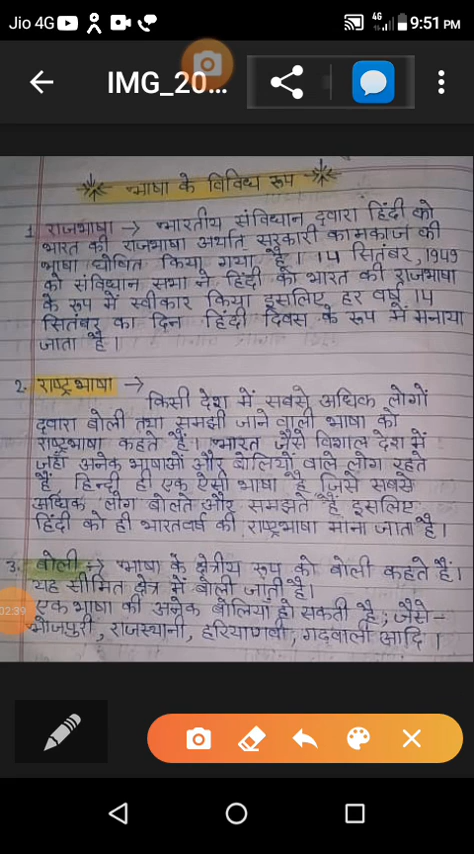 Jio 4G 4G 9:51 PM
IMG_20...
भाषा के विविध रूप
1. राजभाषा → भारतीय संविधान द्वारा हिंदी को
भारत की राजभाषा अर्थात सरकारी कामकाज की
भाषा घोषित किया गया है। 14 सितंबर, 1949
को संविधान सभा ने हिंदी को भारत की राजभाषा
के रूप में स्वीकार किया इसलिए हर वर्ष 14
सितंबर का दिन हिंदी दिवस के रूप में मनाया
जाता है।
2. राष्ट्रभाषा →
किसी देश में सबसे अधिक लोगों
द्वारा बोली तथा समझी जाने वाली भाषा को
राष्ट्रभाषा कहते हैं। भारत जैसे विशाल देश में
जहाँ अनेक भाषाओं और बोलियों वाले लोग रहते
हैं, हिन्दी ही एक ऐसी भाषा है जिसे सबसे
अधिक लोग बोलते और समझते हैं इसलिए
हिंदी को ही भारतवर्ष की राष्ट्रभाषा माना जाता है।
3. बोली → भाषा के क्षेत्रीय रूप को बोली कहते हैं।
यह सीमित क्षेत्र में बोली जाती है।
02:39
एक भाषा की अनेक बोलियाँ हो सकती है; जैसे-
भोजपुरी, राजस्थानी, हरियाणवी, गढ़वाली आदि।